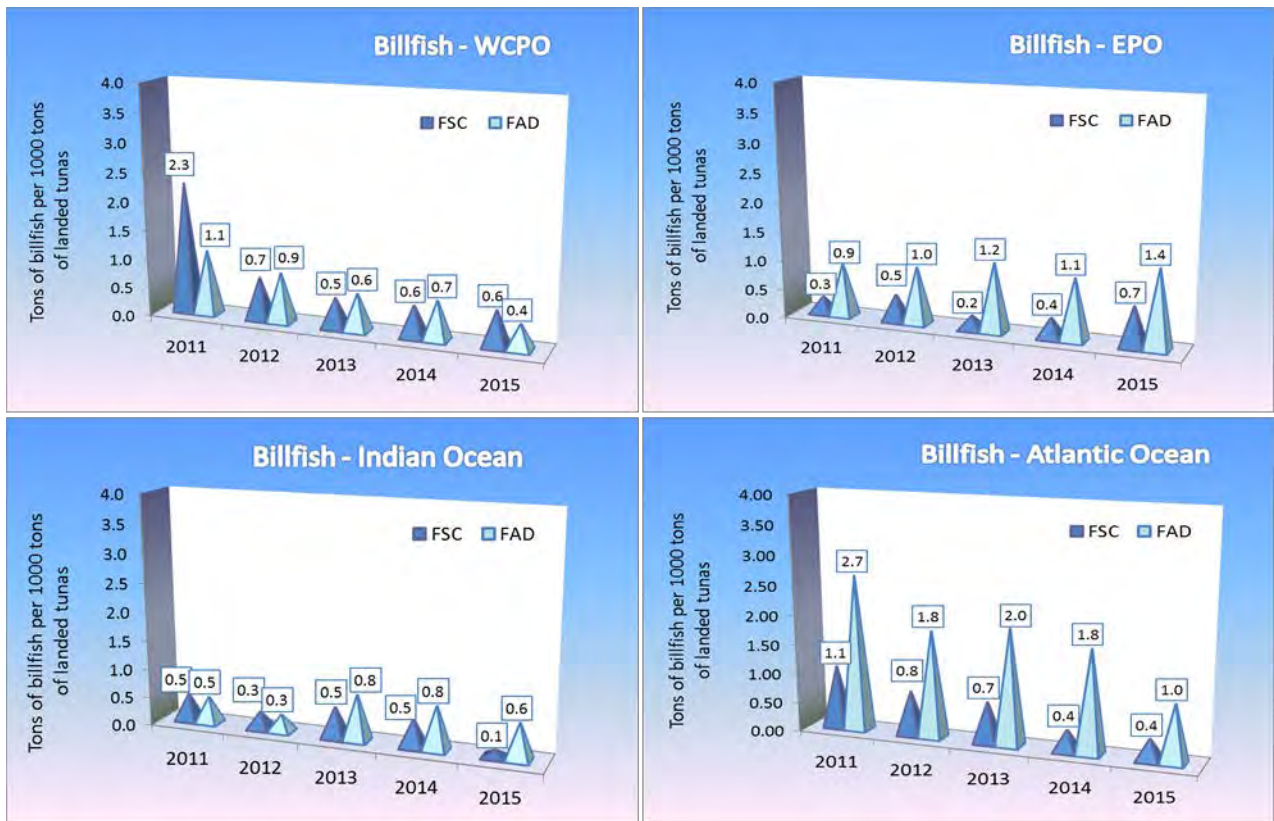 Billfish - WCPO
Tons of billfish per 1000 tons
of landed tunas
4.0
3.5
3.0
2.5
2.0
1.5
1.0
0.5
0.0
FSC FAD
2.3 1.1 0.7 0.9 0.5 0.6 0.6 0.7 0.6 0.4
2011 2012 2013 2014 2015
Billfish - EPO
Tons of billfish per 1000 tons
of landed tunas
4.0
3.5
3.0
2.5
2.0
1.5
1.0
0.5
0.0
FSC FAD
0.3 0.9 0.5 1.0 0.2 1.2 0.4 1.1 0.7 1.4
2011 2012 2013 2014 2015
Billfish - Indian Ocean
Tons of billfish per 1000 tons
of landed tunas
4.0
3.5
3.0
2.5
2.0
1.5
1.0
0.5
0.0
FSC FAD
0.5 0.5 0.3 0.3 0.5 0.8 0.5 0.8 0.1 0.6
2011 2012 2013 2014 2015
Billfish - Atlantic Ocean
Tons of billfish per 1000 tons
of landed tunas
4.00
3.50
3.00
2.50
2.00
1.50
1.00
0.50
0.00
FSC FAD
1.1 2.7 0.8 1.8 0.7 2.0 0.4 1.8 0.4 1.0
2011 2012 2013 2014 2015